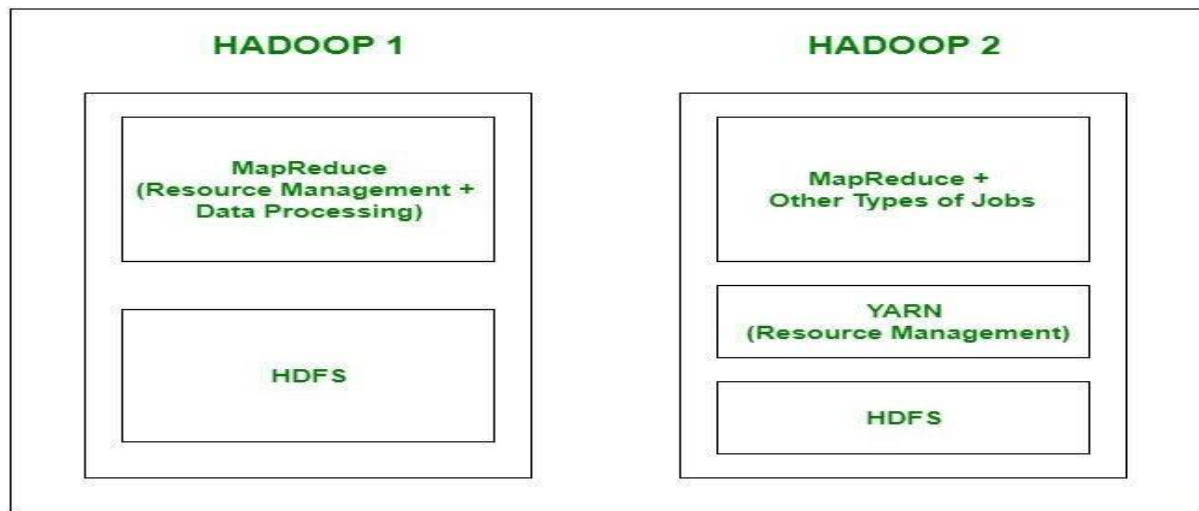 HADOOP 1
MapReduce
(Resource Management +
Data Processing)
HDFS
HADOOP 2
MapReduce +
Other Types of Jobs
YARN
(Resource Management)
HDFS